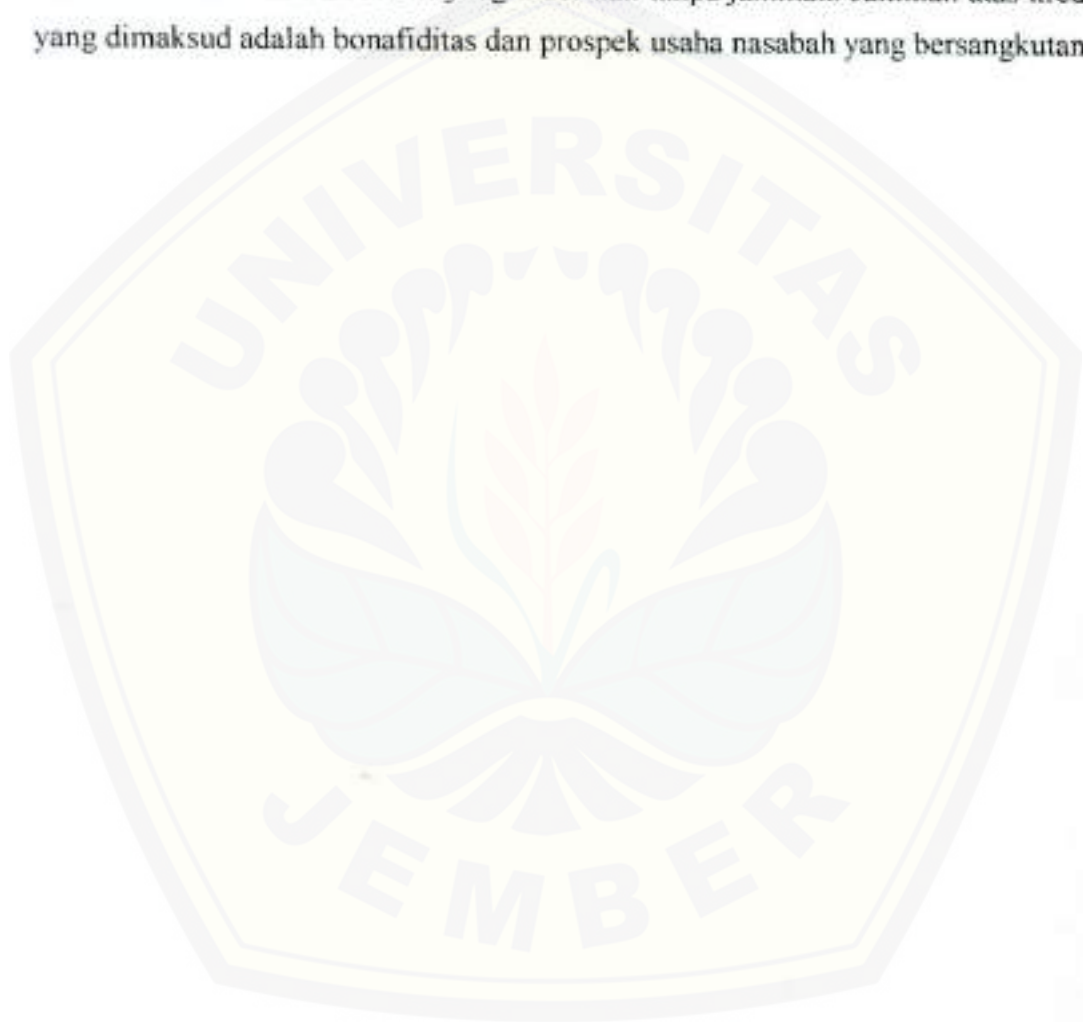 yang dimaksud adalah bonafiditas dan prospek usaha nasabah yang bersangkutan
UNIVERSITAS
JEMBER